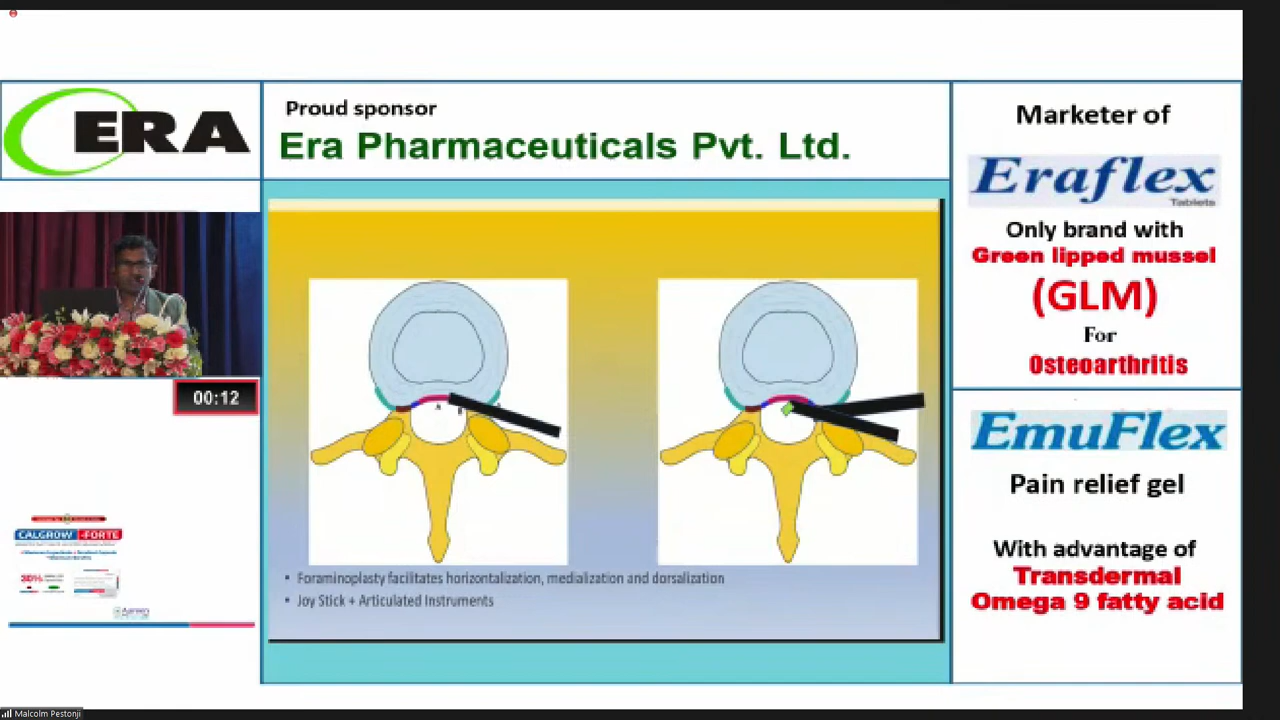 ERA
Proud sponsor
Era Pharmaceuticals Pvt. Ltd.
00:12
CALGROW -FORTE
A
B
Foraminoplasty facilitates horizontalization, medialization and dorsalization
Joy Stick + Articulated Instruments
Marketer of
Eraflex
Tablets
Only brand with
Green lipped mussel
(GLM)
For
Osteoarthritis
EmuFlex
Pain relief gel
With advantage of
Transdermal
Omega 9 fatty acid
Malcolm Pestonji